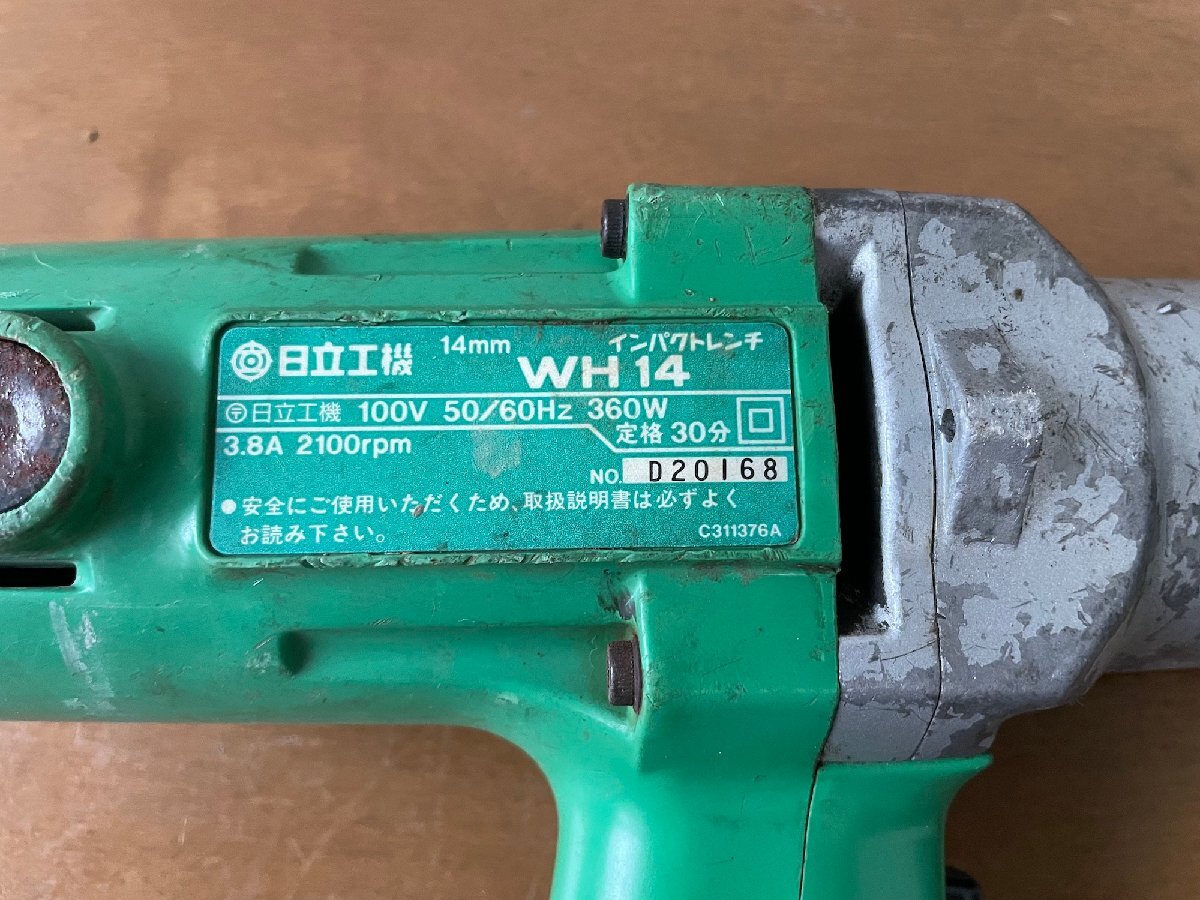 日立工機 14mm インパクトレンチ
WH 14
〒日立工機 100V 50/60Hz 360W
3.8A 2100rpm 定格30分
NO. D20168
●安全にご使用いただくため、取扱説明書は必ずよく
お読み下さい。
C311376A